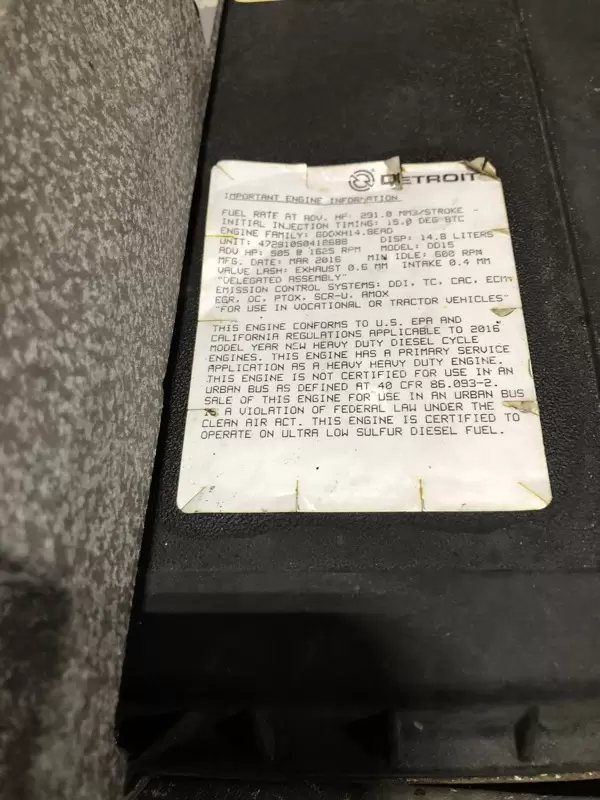 DETROIT
IMPORTANT ENGINE INFORMATION
FUEL RATE AT ADV. HP: 291.0 MM3/STROKE
INITIAL INJECTION TIMING: 15.0 DEG BTC
ENGINE FAMILY: GDDXH14.8EAD
UNIT: 472910S0412688 DISP: 14.8 LITERS
ADV HP: 505 @ 1625 RPM MODEL: DD15
MFG. DATE: MAR 2016 MIN IDLE: 600 RPM
VALVE LASH: EXHAUST 0.6 MM INTAKE 0.4 MM
"DELEGATED ASSEMBLY"
EMISSION CONTROL SYSTEMS: DDI, TC, CAC, ECM,
EGR, OC, PTOX, SCR-U, AMOX
"FOR USE IN VOCATIONAL OR TRACTOR VEHICLES"
THIS ENGINE CONFORMS TO U.S. EPA AND
CALIFORNIA REGULATIONS APPLICABLE TO 2016
MODEL YEAR NEW HEAVY DUTY DIESEL CYCLE
ENGINES. THIS ENGINE HAS A PRIMARY SERVICE
APPLICATION AS A HEAVY HEAVY DUTY ENGINE.
THIS ENGINE IS NOT CERTIFIED FOR USE IN AN
URBAN BUS AS DEFINED AT 40 CFR 86.093-2.
SALE OF THIS ENGINE FOR USE IN AN URBAN BUS
IS A VIOLATION OF FEDERAL LAW UNDER THE
CLEAN AIR ACT. THIS ENGINE IS CERTIFIED TO
OPERATE ON ULTRA LOW SULFUR DIESEL FUEL.